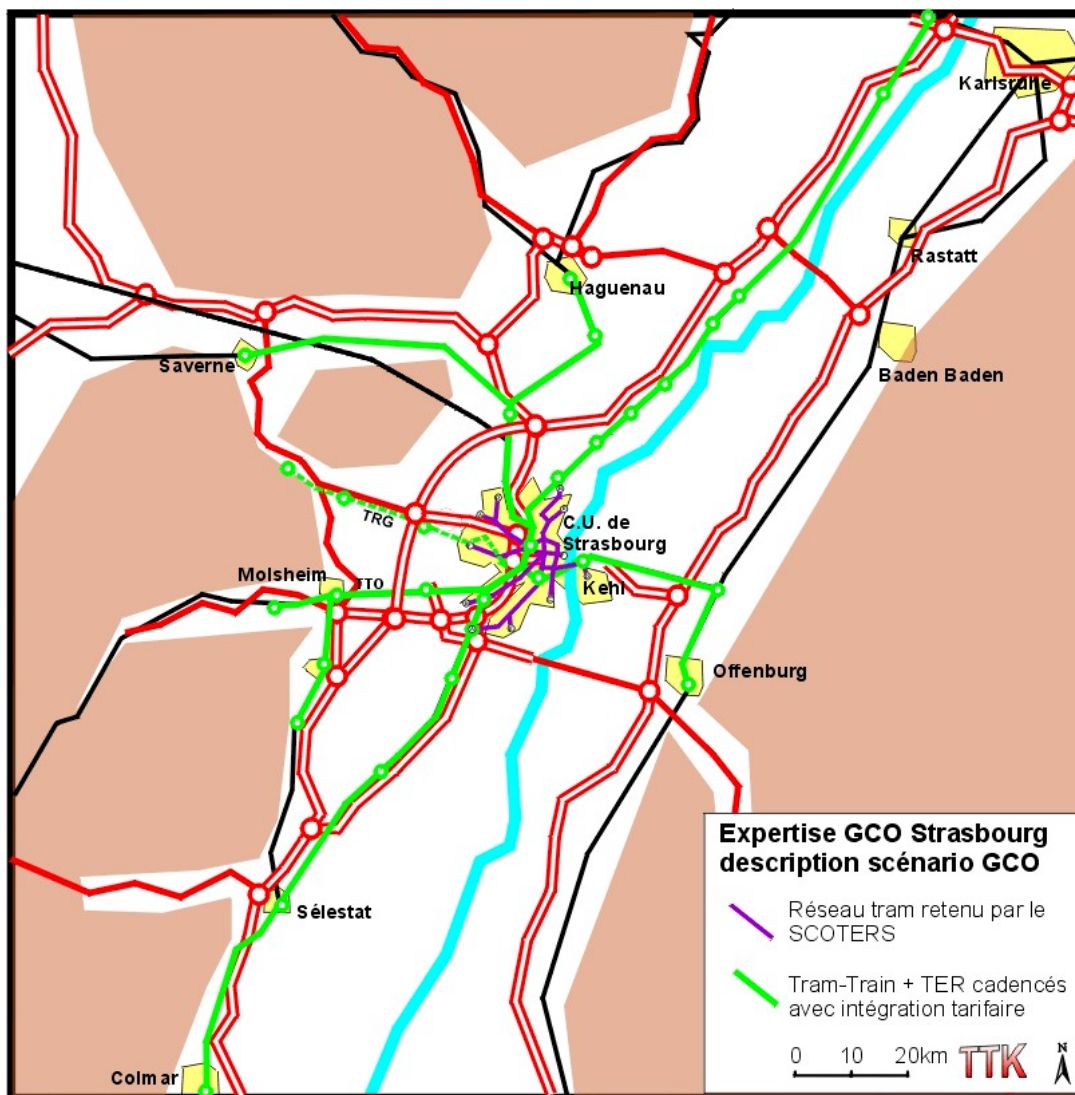 Karlsruhe
Rastatt
Haguenau
Saverne
Baden Baden
TRG
C.U. de
Strasbourg
Molsheim
TTO
Kehl
Offenburg
Sélestat
Colmar
Expertise GCO Strasbourg
description scénario GCO
Réseau tram retenu par le
SCOTERS
Tram-Train + TER cadencés
avec intégration tarifaire
0 10 20km
TTK
N